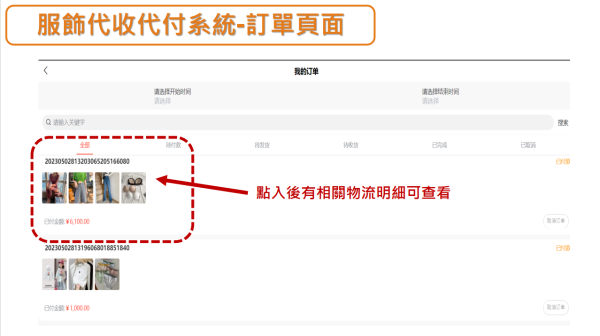 服飾代收代付系統-訂單頁面
我的订单
请选择开始时间
请选择
请选择结束时间
请选择
请输入关键字
搜索
全部
待付款
待发货
待收货
已完成
已取消
2023050281320306520516​6080
已付款
點入後有相關物流明細可查看
已付金额: ¥ 6,100.00
取消订单
2023050281319606801885​1840
已付款
已付金额: ¥ 1,000.00
取消订单